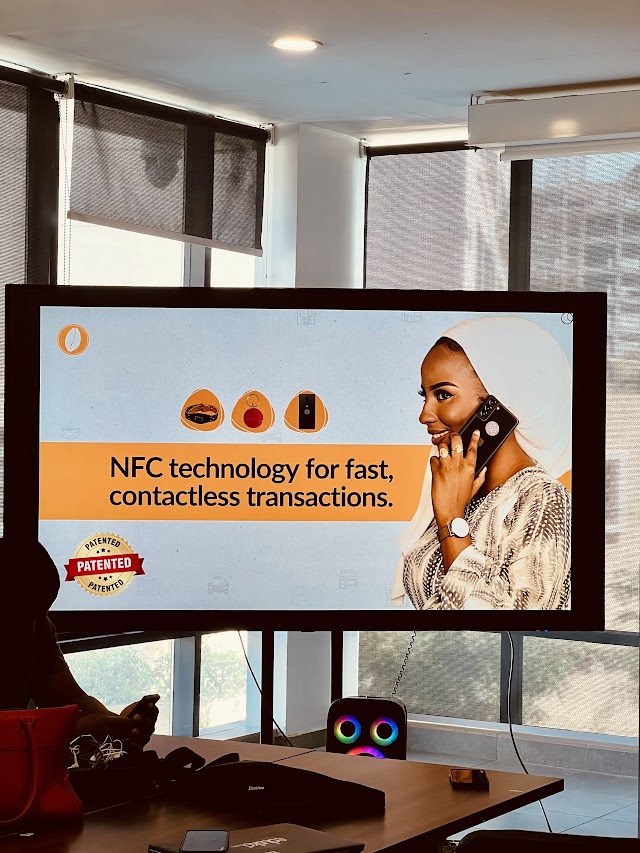 NFC technology for fast,
contactless transactions.
PATENTED
PATENTED
PATENTED